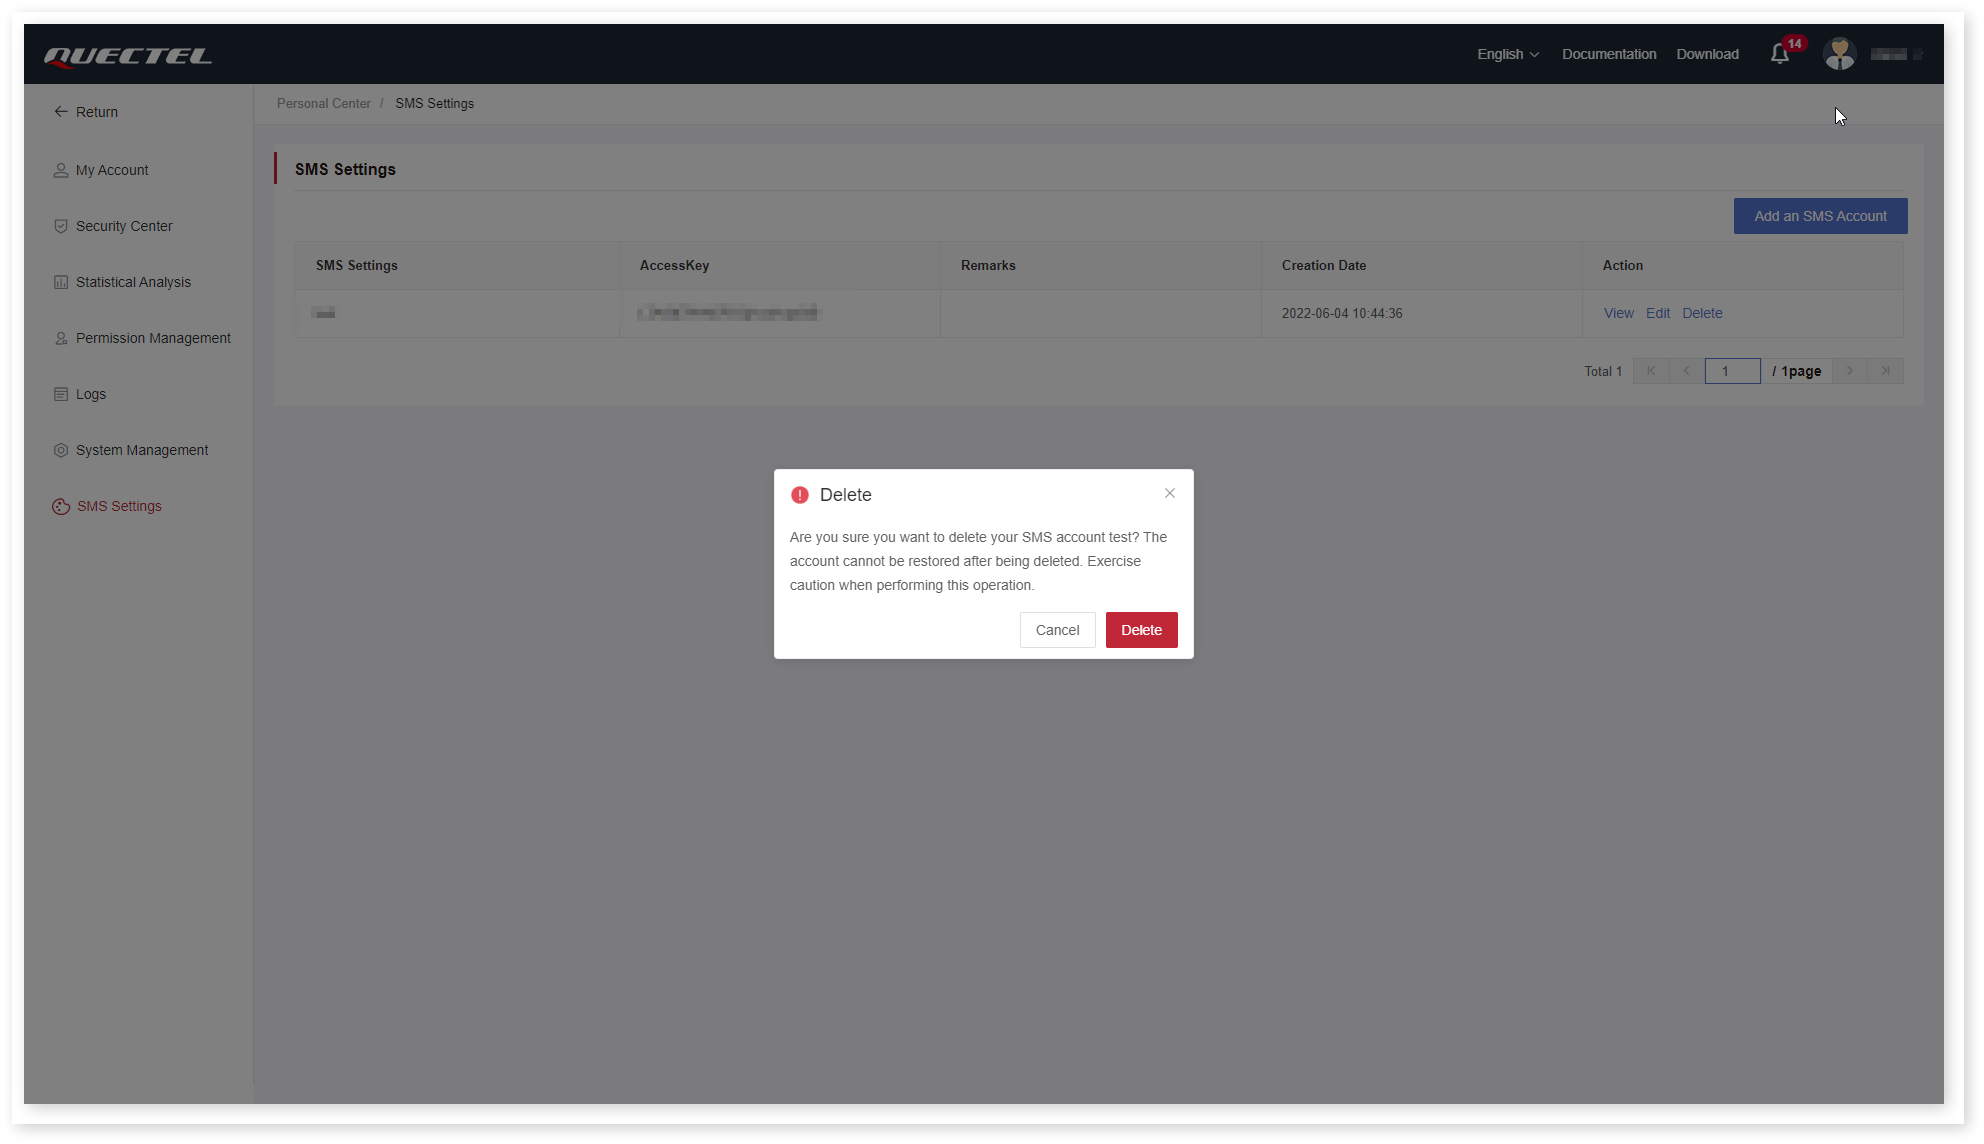 QUECTEL
English Documentation Download 14
Return
Personal Center / SMS Settings
My Account
Security Center
Statistical Analysis
Permission Management
Logs
System Management
SMS Settings
SMS Settings
Add an SMS Account
SMS Settings AccessKey Remarks Creation Date Action
2022-06-04 10:44:36 View Edit Delete
Total 1 1 / 1page
Delete
Are you sure you want to delete your SMS account test? The
account cannot be restored after being deleted. Exercise
caution when performing this operation.
Cancel Delete